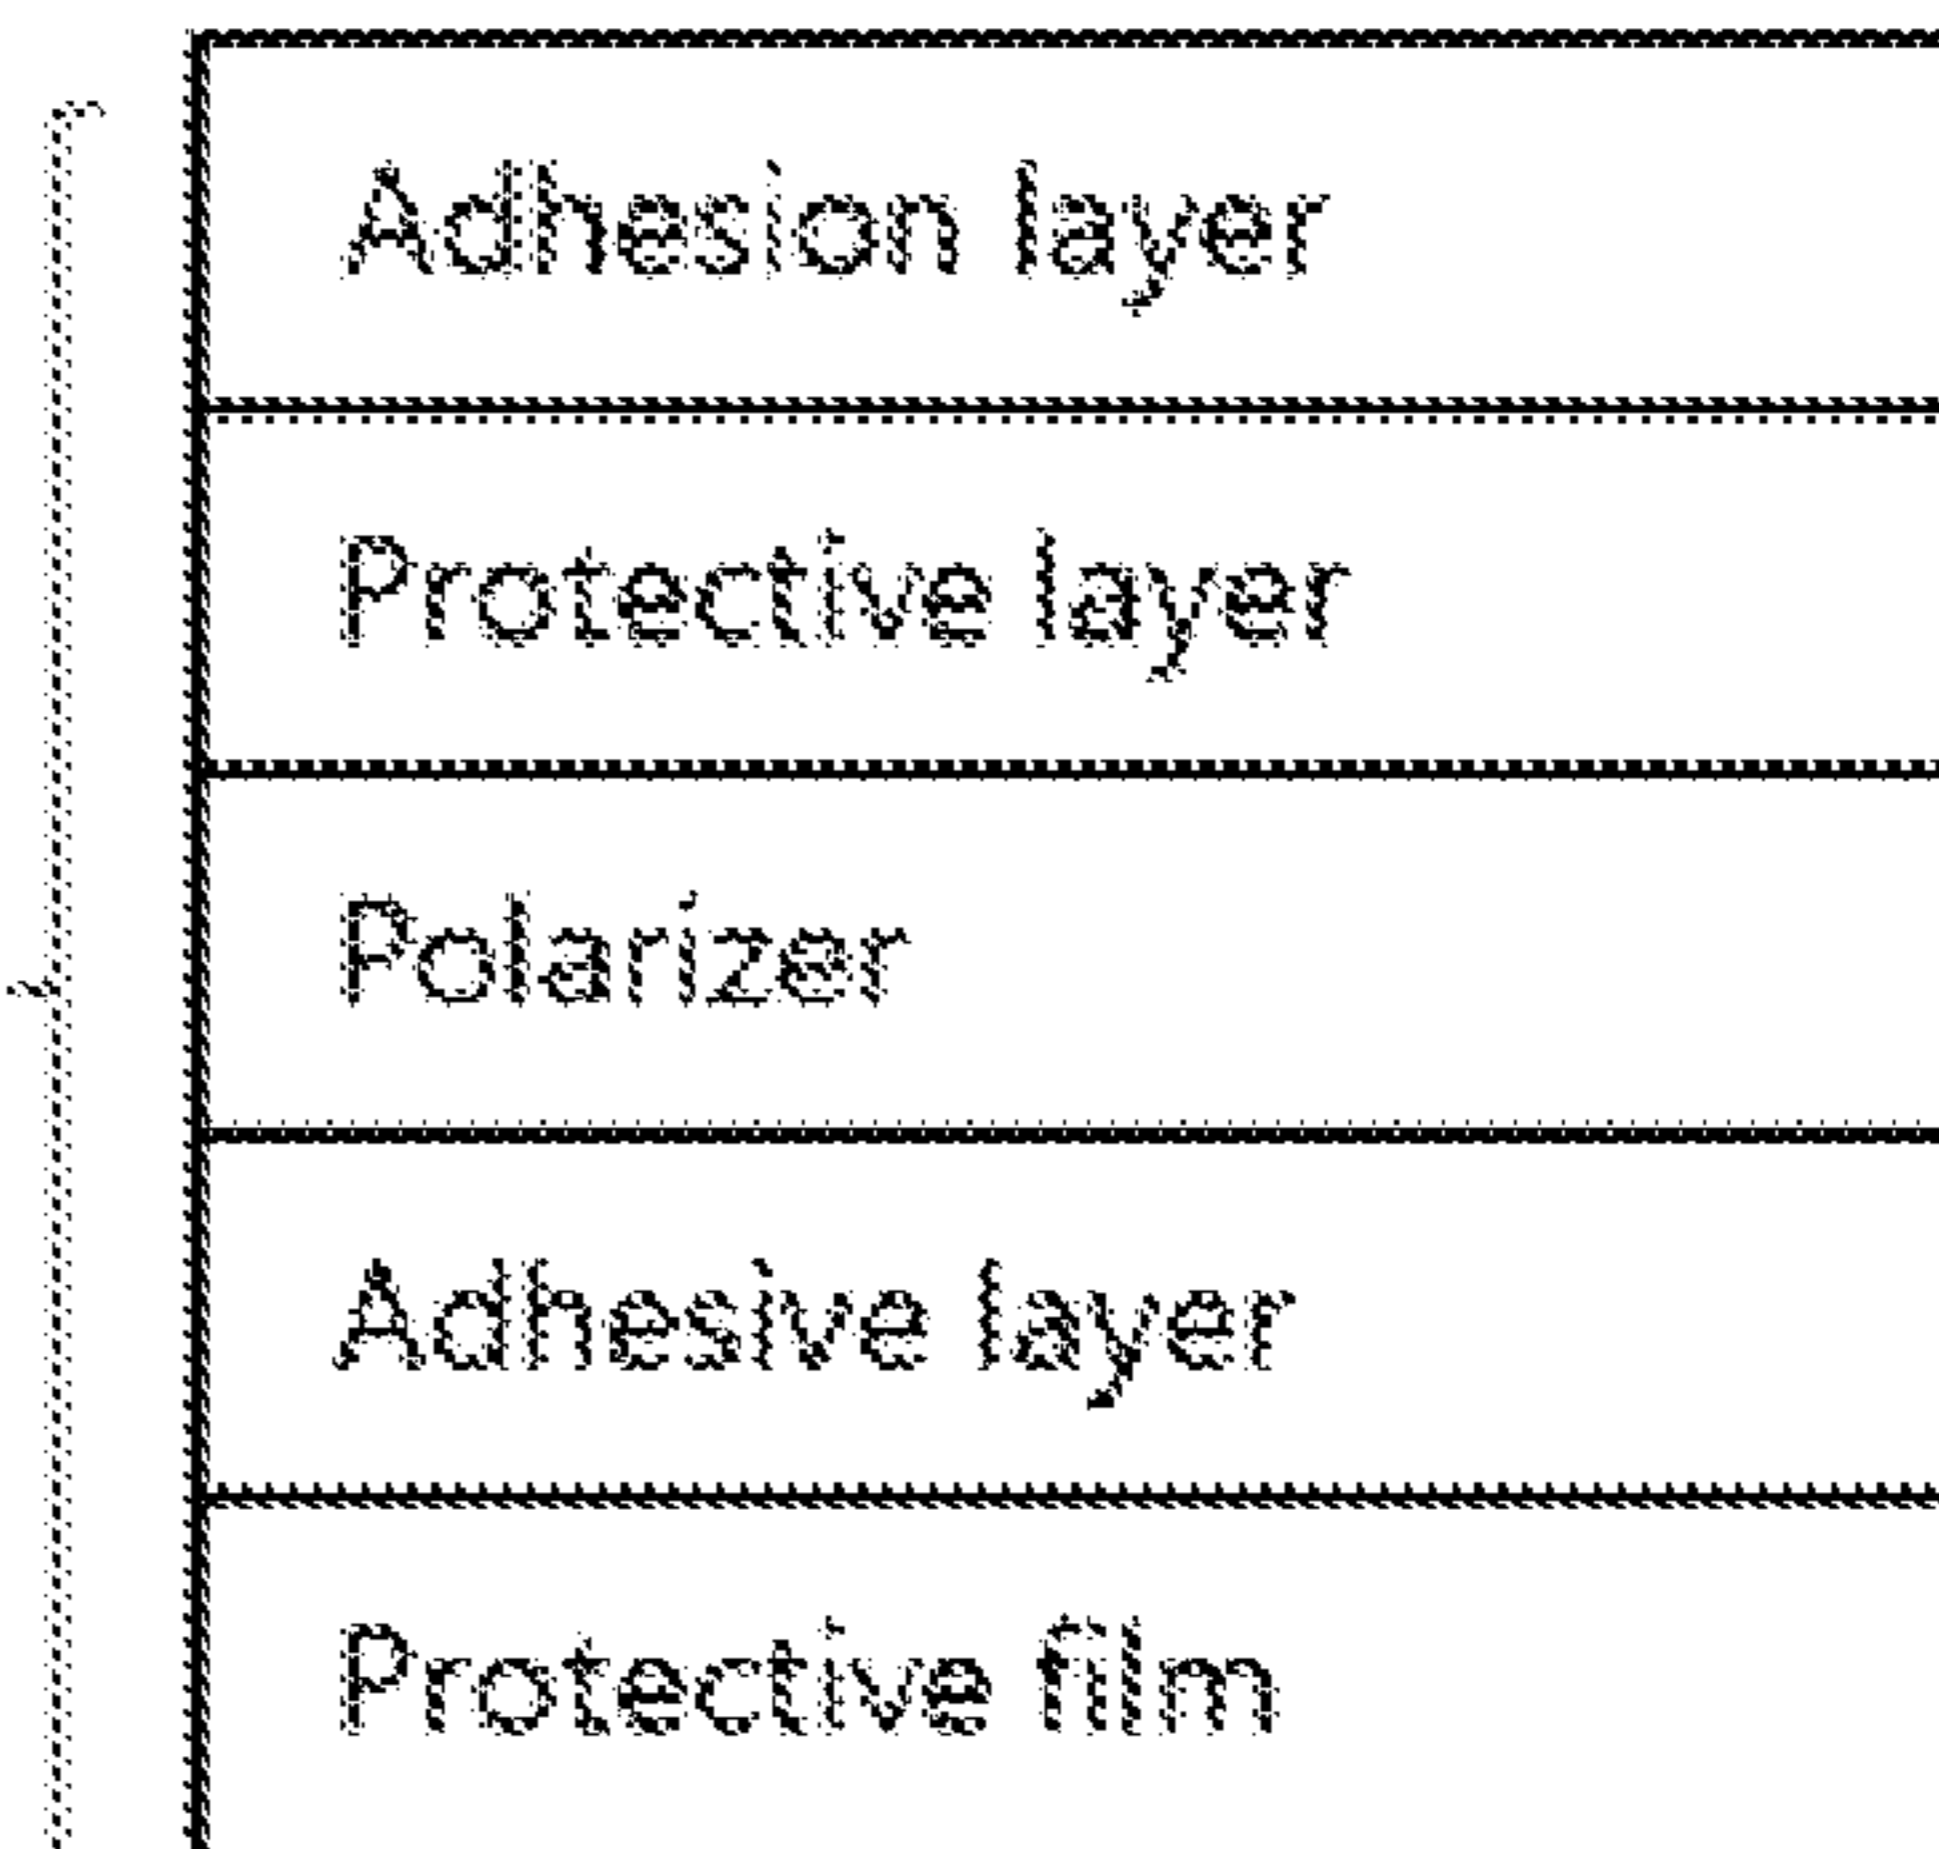 Adhesion layer
Protective layer
Polarizer
Adhesive layer
Protective film